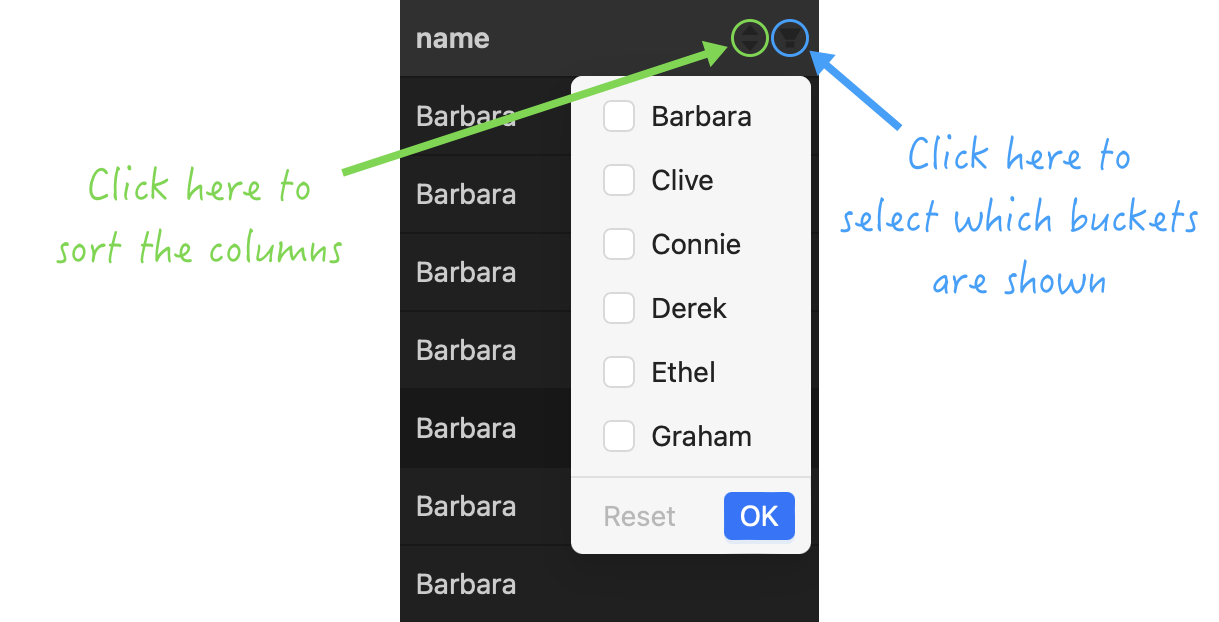 name
Barbara
Barbara
Barbara
Barbara
Barbara
Barbara
Barbara
Barbara
Clive
Connie
Derek
Ethel
Graham
Reset
OK
Click here to
sort the columns
Click here to
select which buckets
are shown